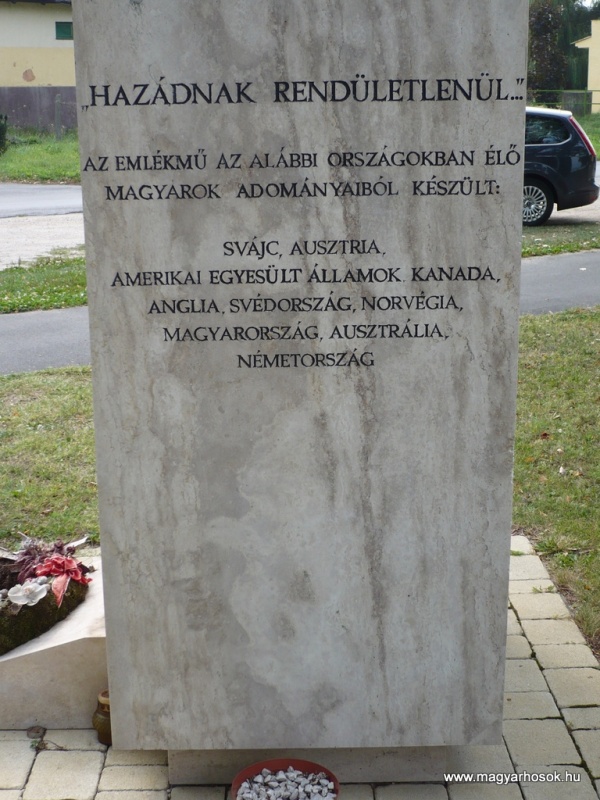 „HAZÁDNAK RENDÜLETLENÜL..."
AZ EMLÉKMŰ AZ ALÁBBI ORSZÁGOKBAN ÉLŐ
MAGYAROK ADOMÁNYAIBÓL KÉSZÜLT:
SVÁJC, AUSZTRIA,
AMERIKAI EGYESÜLT ÁLLAMOK. KANADA,
ANGLIA, SVÉDORSZÁG, NORVÉGIA,
MAGYARORSZÁG, AUSZTRÁLIA,
NÉMETORSZÁG
www.magyarhosok.hu